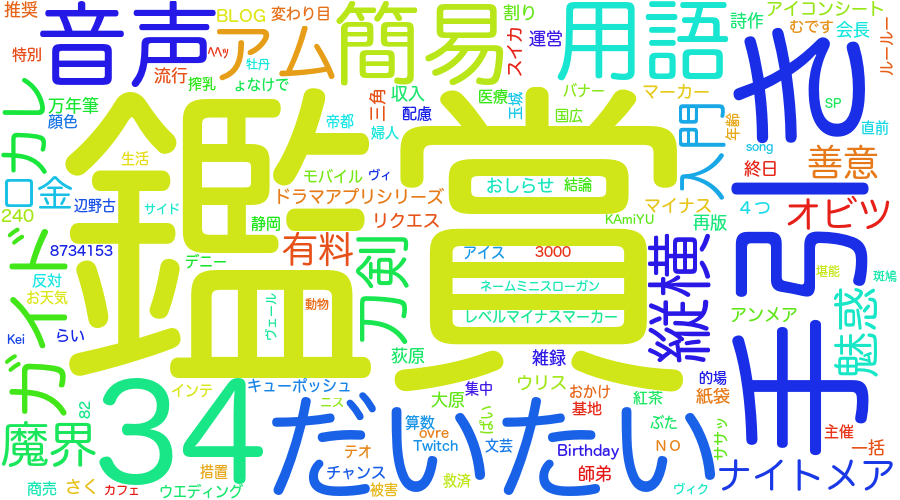 推奨
音声
特別
ヘヘッ
アム
BLOG
変わり目
牡丹
流行
搾乳
よなけで
簡易
割り
スイカ
運営
用語
詩作
アイコンシート
むです
会長
ルールー
き
手引き
SP
直前
カレ
万年筆
顔色
三角
収入
配慮
医療
バナー
玉城
国広
マーカー
入門
年齢
song
終日
善意
帝都
婦人
生活
鑑賞
モバイル
ヴィ
ドラマアプリシリーズ
おしらせ
結論
マイナス
4つ
オビツ
口金
辺野古
サイド
240
静岡
リクエス
KAmiYU
再版
8734153
有料
刀剣
アイス
3000
縦横
堪能
斑鳩
ガイド
デニー
反対
お天気
ネームミニスローガン
魅惑
Kei
らい
ヴェール
動物
レベルマイナスマーカー
アンメア
荻原
雑録
34
インテ
キューポッシュ
ニス
集中
ウリス
的場
紙袋
82
大原
ばい
おかけ
基地
紅茶
だいたい
算数
ovre
Twitch
文芸
ぶた
ササッ
主催
魔界
テオ
Birthday
NO
一括
商売
さく
カフェ
措置
ウエディング
チャンス
被害
救済
師弟
ヴィク
ナイトメア